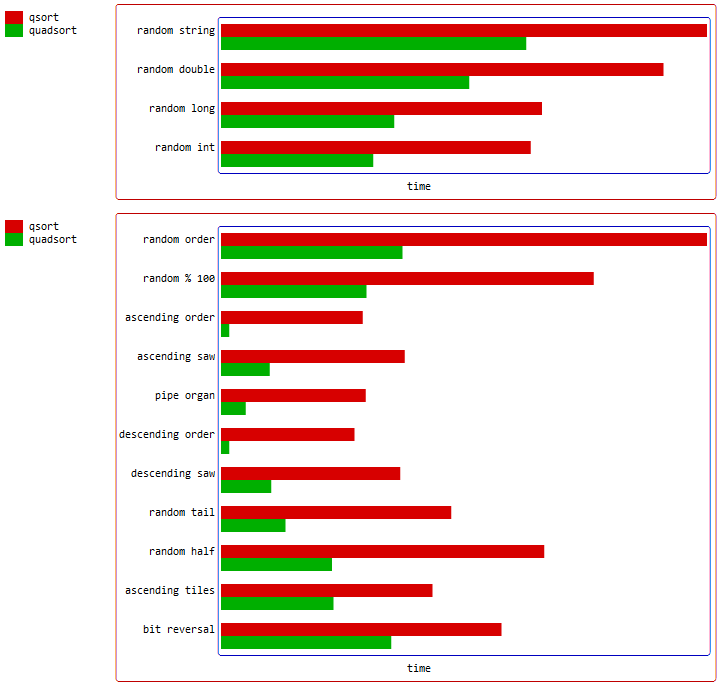 qsort
quadsort
random string
random double
random long
random int
time
qsort
quadsort
random order
random % 100
ascending order
ascending saw
pipe organ
descending order
descending saw
random tail
random half
ascending tiles
bit reversal
time